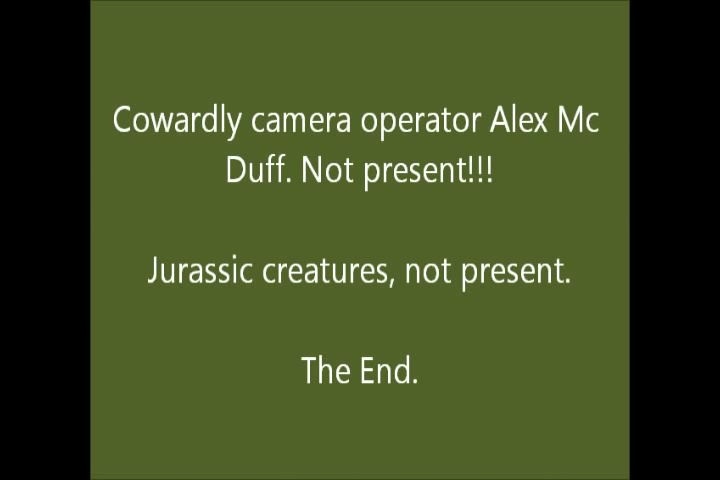 Cowardly camera operator Alex Mc
Duff. Not present!!!
Jurassic creatures, not present.
The End.